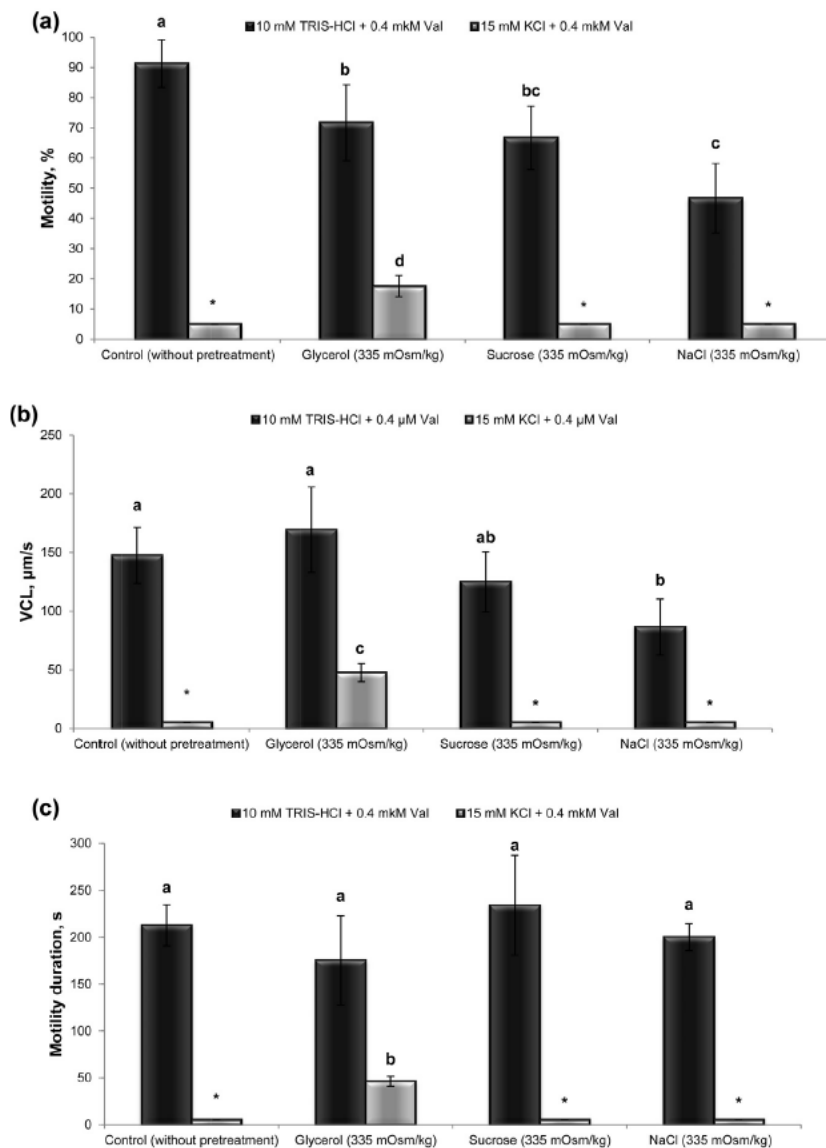 (a)
10 mM TRIS-HCl + 0.4 mkM Val 15 mM KCl + 0.4 mkM Val
100
90
80
70
60
50
40
30
20
10
0
Motility, %
a
*
b
d
bc
*
c
*
Control (without pretreatment) Glycerol (335 mOsm/kg) Sucrose (335 mOsm/kg) NaCl (335 mOsm/kg)
(b)
10 mM TRIS-HCl + 0.4 µM Val 15 mM KCl + 0.4 µM Val
250
200
150
100
50
0
VCL, µm/s
a
*
a
c
ab
*
b
*
Control (without pretreatment) Glycerol (335 mOsm/kg) Sucrose (335 mOsm/kg) NaCl (335 mOsm/kg)
(c)
10 mM TRIS-HCl + 0.4 mkM Val 15 mM KCl + 0.4 mkM Val
300
250
200
150
100
50
0
Motility duration, s
a
*
a
b
a
*
a
*
Control (without pretreatment) Glycerol (335 mOsm/kg) Sucrose (335 mOsm/kg) NaCl (335 mOsm/kg)